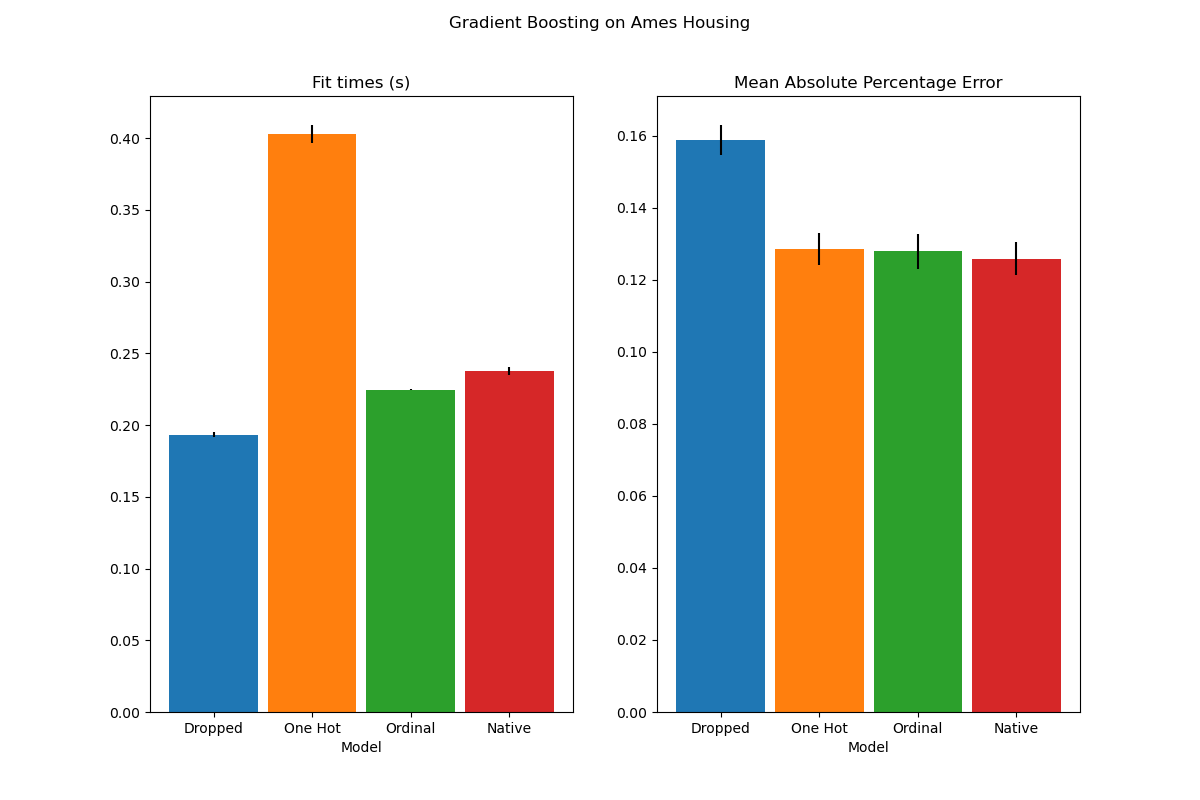 Gradient Boosting on Ames Housing
Fit times (s)
0.40
0.35
0.30
0.25
0.20
0.15
0.10
0.05
0.00
Dropped One Hot Ordinal Native
Model
Mean Absolute Percentage Error
0.16
0.14
0.12
0.10
0.08
0.06
0.04
0.02
0.00
Dropped One Hot Ordinal Native
Model